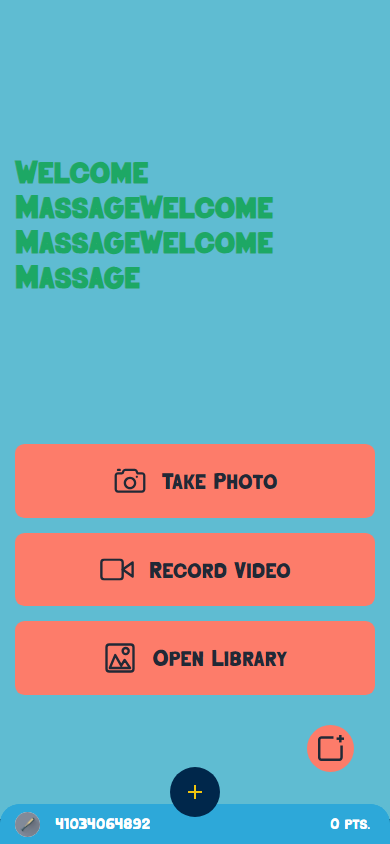 Welcome
MassageWelcome
MassageWelcome
Massage
Take Photo
Record Video
Open Library
41034064892
0 pts.